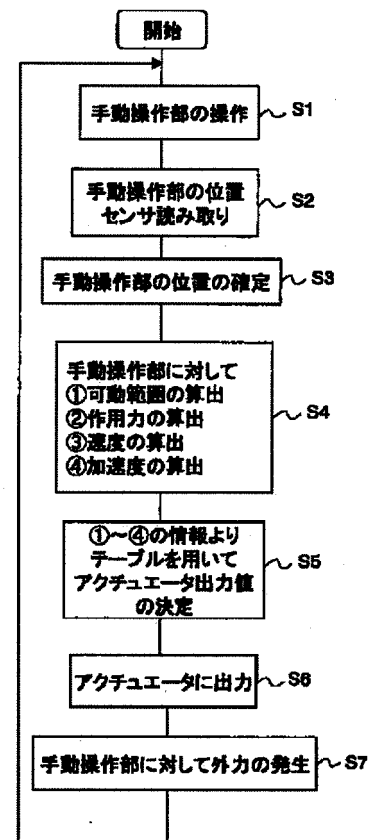 開始
手動操作部の操作
S1
手動操作部の位置
センサ読み取り
S2
手動操作部の位置の確定
S3
手動操作部に対して
①可動範囲の算出
②作用力の算出
③速度の算出
④加速度の算出
S4
①～④の情報より
テーブルを用いて
アクチュエータ出力値
の決定
S5
アクチュエータに出力
S6
手動操作部に対して外力の発生
S7